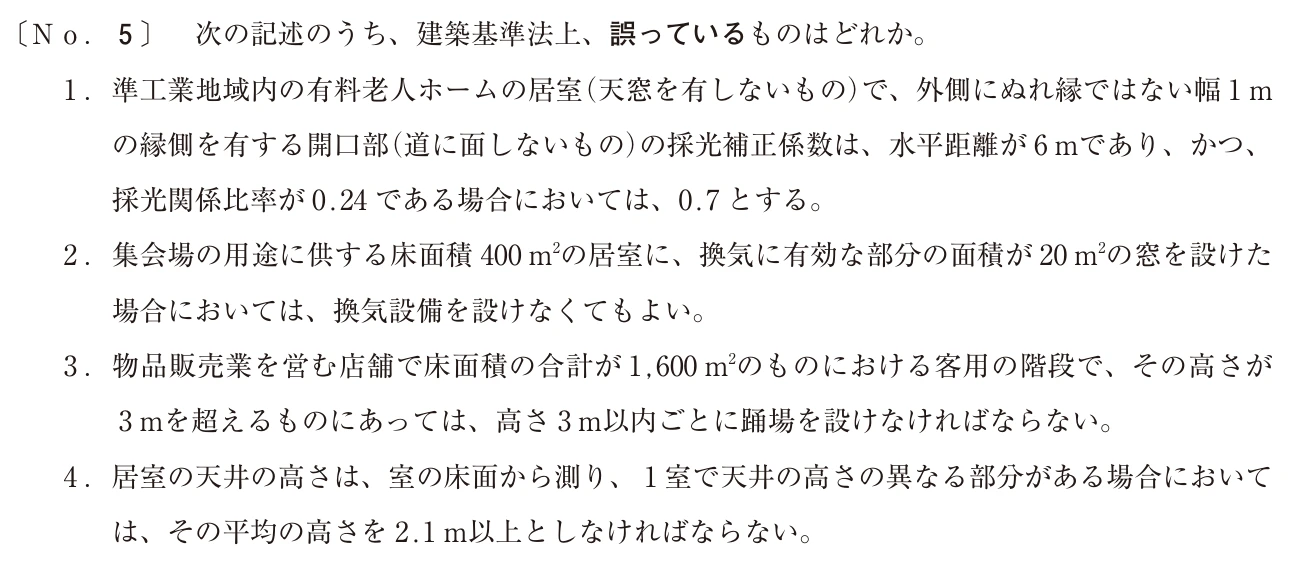 〔No. 5〕 次の記述のうち、建築基準法上、誤っているものはどれか。
1. 準工業地域内の有料老人ホームの居室(天窓を有しないもの)で、外側にぬれ縁ではない幅1m
の縁側を有する開口部(道に面しないもの)の採光補正係数は、水平距離が6mであり、かつ、
採光関係比率が0.24である場合においては、0.7とする。
2. 集会場の用途に供する床面積400m²の居室に、換気に有効な部分の面積が20m²の窓を設けた
場合においては、換気設備を設けなくてもよい。
3. 物品販売業を営む店舗で床面積の合計が1,600m²のものにおける客用の階段で、その高さが
3mを超えるものにあっては、高さ3m以内ごとに踊場を設けなければならない。
4. 居室の天井の高さは、室の床面から測り、1室で天井の高さの異なる部分がある場合において
は、その平均の高さを2.1m以上としなければならない。